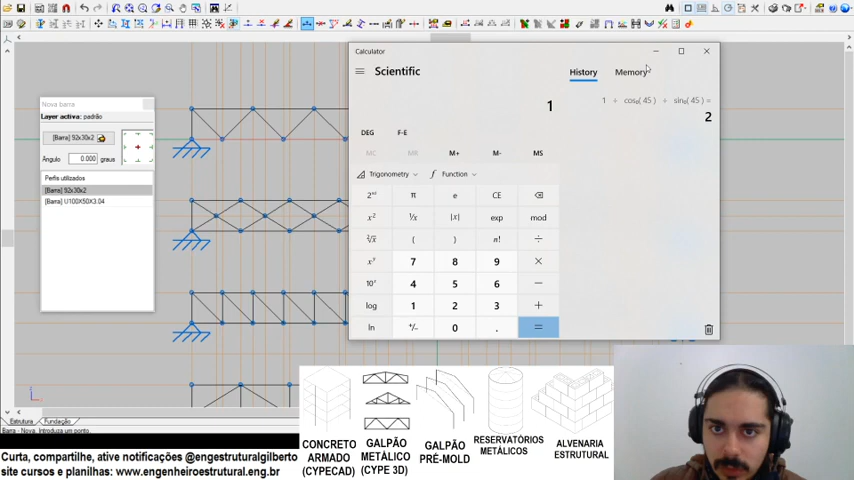 Calculator
Scientific
History
Memory
1
1 + cos₀( 45 ) + sin₀( 45 ) =
2
DEG
F-E
MC
MR
M+
M-
MS
Trigonometry
Function
2ⁿᵈ
π
e
CE
x²
¹/x
|x|
exp
mod
²√x
(
)
n!
÷
xʸ
7
8
9
×
10ˣ
4
5
6
−
log
1
2
3
+
ln
+/−
0
.
=
Nova barra
Layer activa: padrão
[Barra] 92x30x2
Angulo
0.000
graus
Perfis utilizados
[Barra] 92x30x2
[Barra] U100X50X3.04
Estrutura
Fundação
Barra - Nova. Introduza um ponto.
CONCRETO
ARMADO
(CYPECAD)
GALPÃO
METÁLICO
(CYPE 3D)
GALPÃO
PRÉ-MOLD
RESERVATÓRIOS
METÁLICOS
ALVENARIA
ESTRUTURAL
Curta, compartilhe, ative notificações @engestruturalgilberto
site cursos e planilhas: www.engenheiroestrutural.eng.br